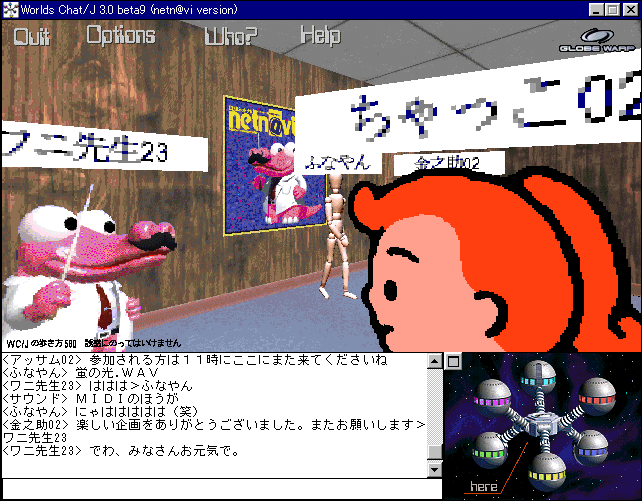 Worlds Chat/J 3.0 beta9 (netn@vi version)
Quit Options Who? Help
GLOBE WARP
ちゃっこ02
ワニ先生23
netn@vi
ふなやん
金之助02
WC/Jの歩き方580 誘惑にのってはいけません
<アッサム02> 参加される方は１１時にここにまた来てくださいね
<ふなやん> 蛍の光.ＷＡＶ
<ワニ先生23> ははは＞ふなやん
<サウンド> ＭＩＤＩのほうが
<ふなやん> にゃははははは（笑）
<金之助02> 楽しい企画をありがとうございました。またお願いします＞
ワニ先生23
<ワニ先生23> でわ、みなさんお元気で。
here